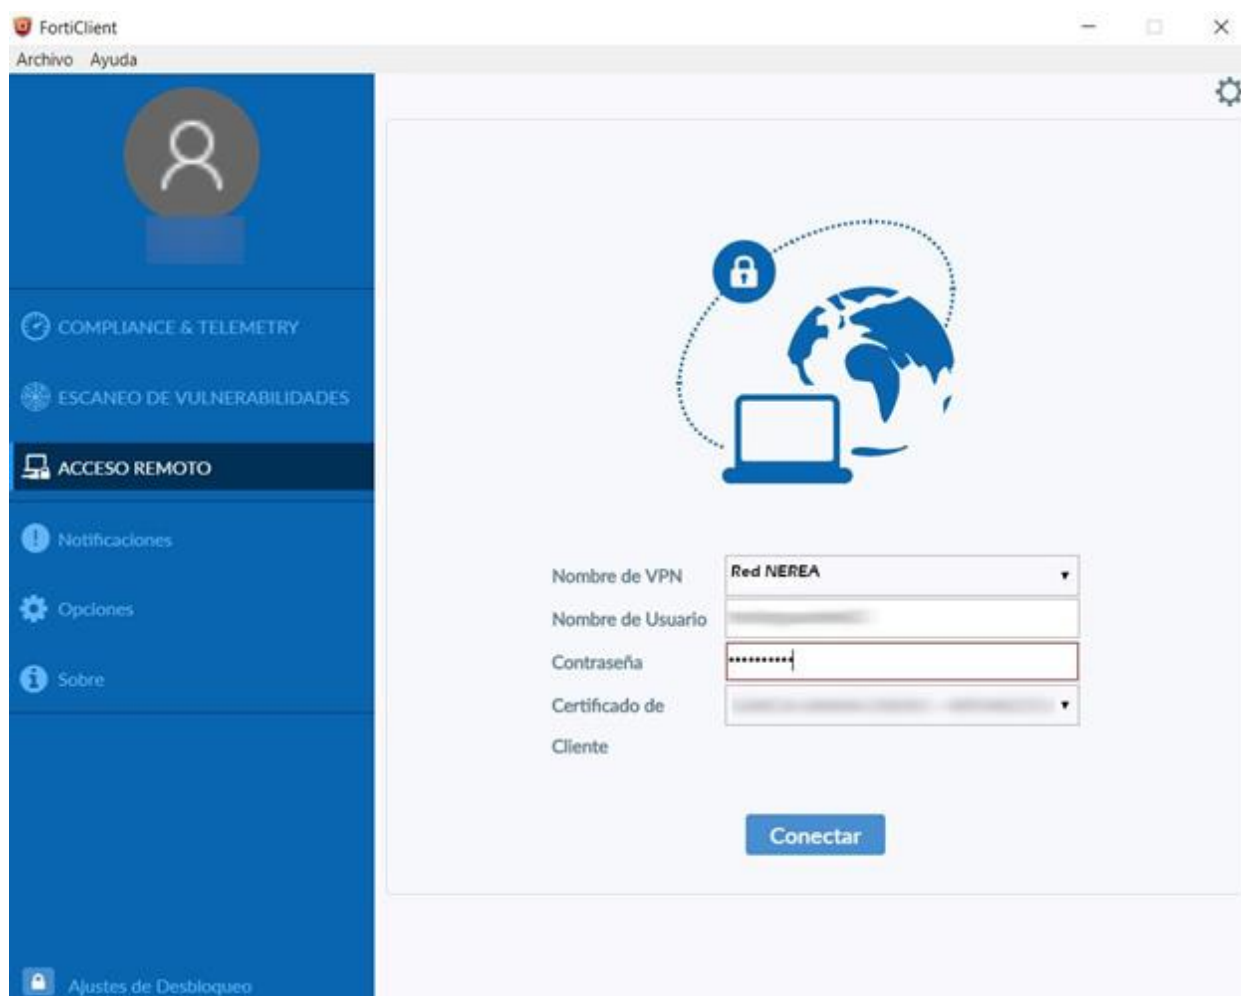 FortiClient
Archivo Ayuda
COMPLIANCE & TELEMETRY
ESCANEO DE VULNERABILIDADES
ACCESO REMOTO
Notificaciones
Opciones
Sobre
Ajustes de Desbloqueo
Nombre de VPN Red NEREA
Nombre de Usuario
Contraseña ••••••••••
Certificado de
Cliente
Conectar